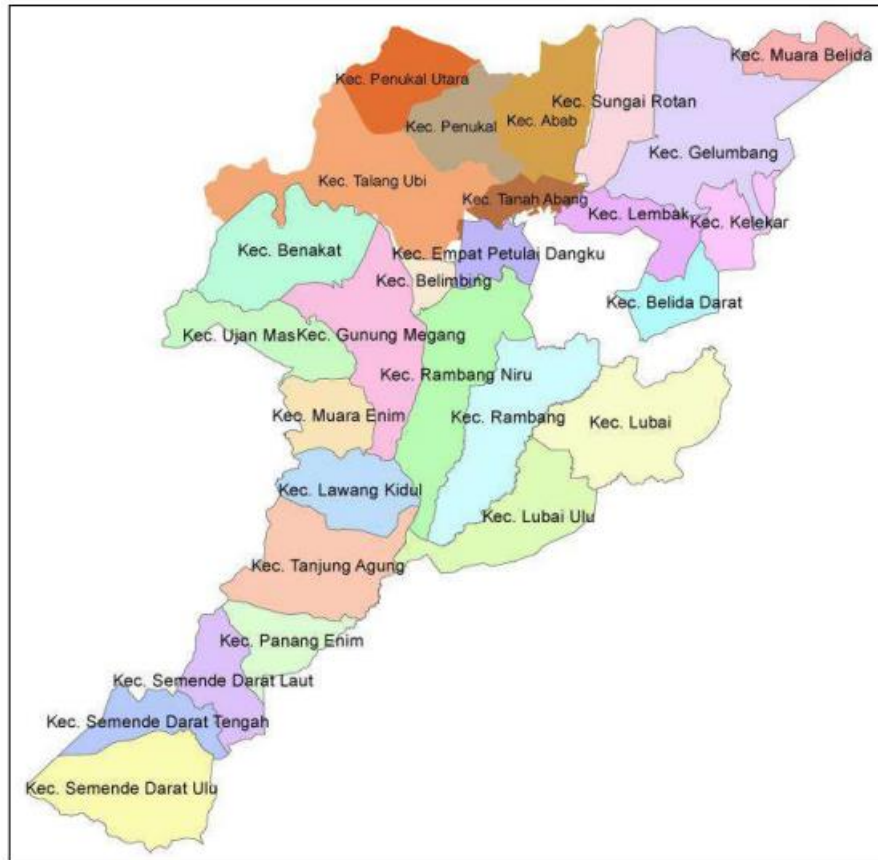 Kec. Muara Belida
Kec. Penukal Utara
Kec. Sungai Rotan
Kec. Penukal
Kec. Abab
Kec. Gelumbang
Kec. Talang Ubi
Kec. Tanah Abang
Kec. Lembak
Kec. Kelekar
Kec. Benakat
Kec. Empat Petulai Dangku
Kec. Belimbing
Kec. Belida Darat
Kec. Ujan Mas
Kec. Gunung Megang
Kec. Rambang Niru
Kec. Muara Enim
Kec. Rambang
Kec. Lubai
Kec. Lawang Kidul
Kec. Lubai Ulu
Kec. Tanjung Agung
Kec. Panang Enim
Kec. Semende Darat Laut
Kec. Semende Darat Tengah
Kec. Semende Darat Ulu